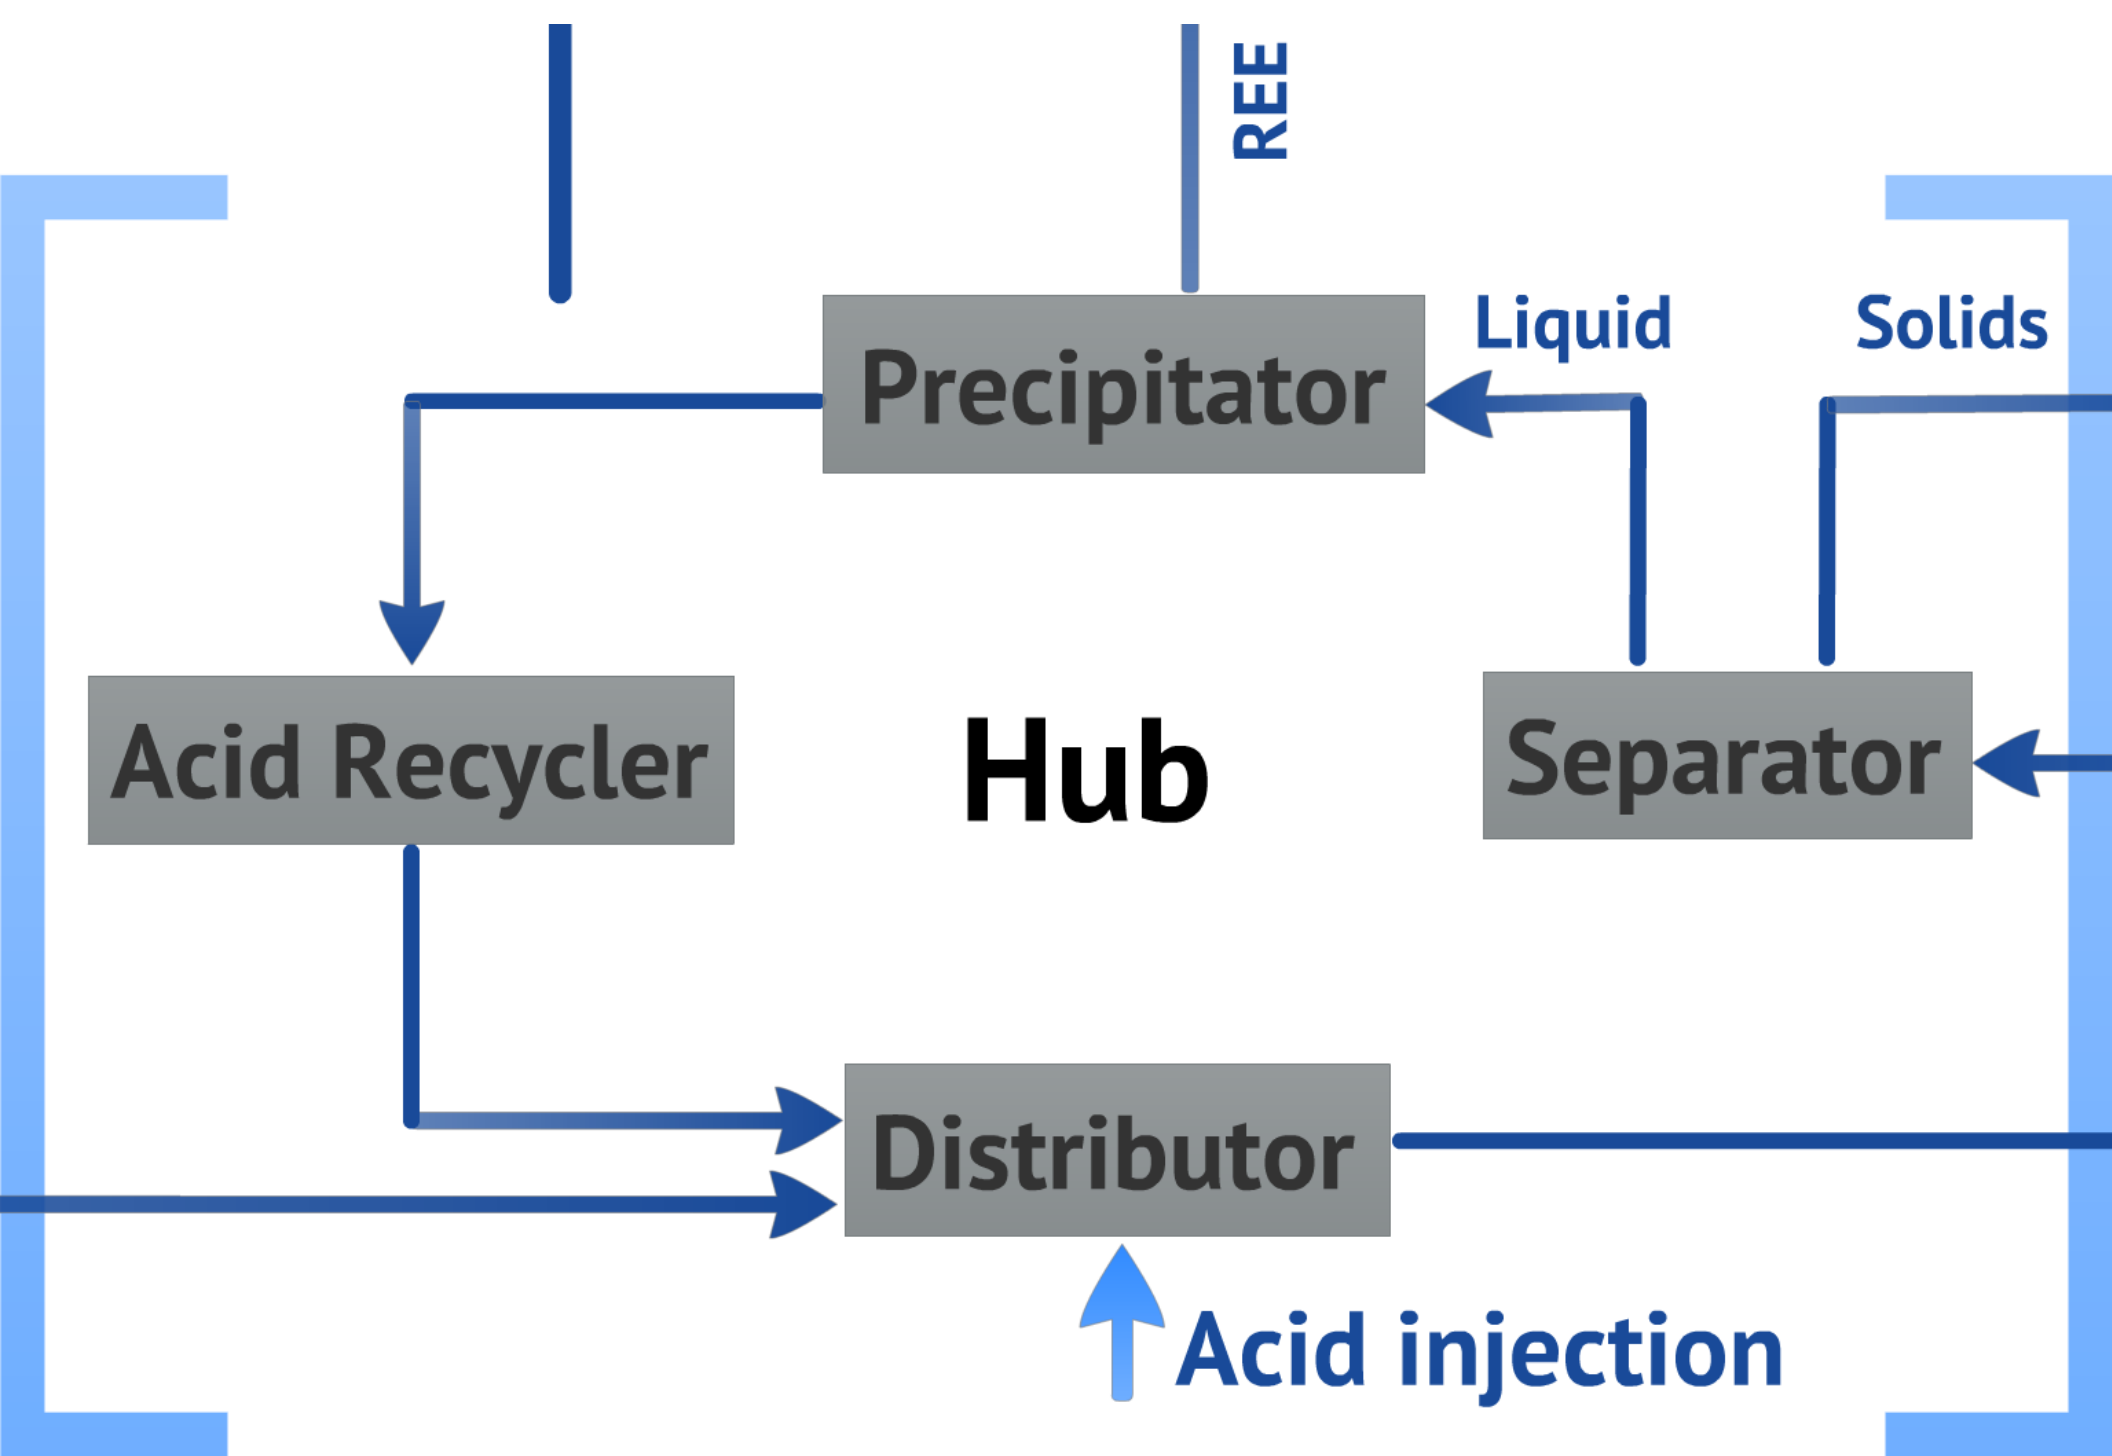 REE
Liquid
Solids
Precipitator
Acid Recycler
Hub
Separator
Distributor
Acid injection